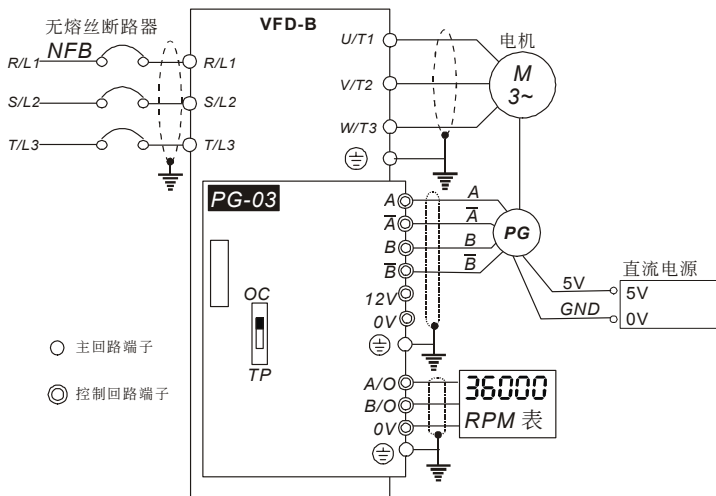 无熔丝断路器
NFB
VFD-B
R/L1
R/L1
S/L2
S/L2
T/L3
T/L3
U/T1
V/T2
W/T3
电机
M
3~
PG-03
A
A
A̅
A̅
B
B
B̅
B̅
12V
0V
PG
直流电源
5V
5V
GND
0V
OC
TP
主回路端子
控制回路端子
A/O
B/O
0V
36000
RPM 表